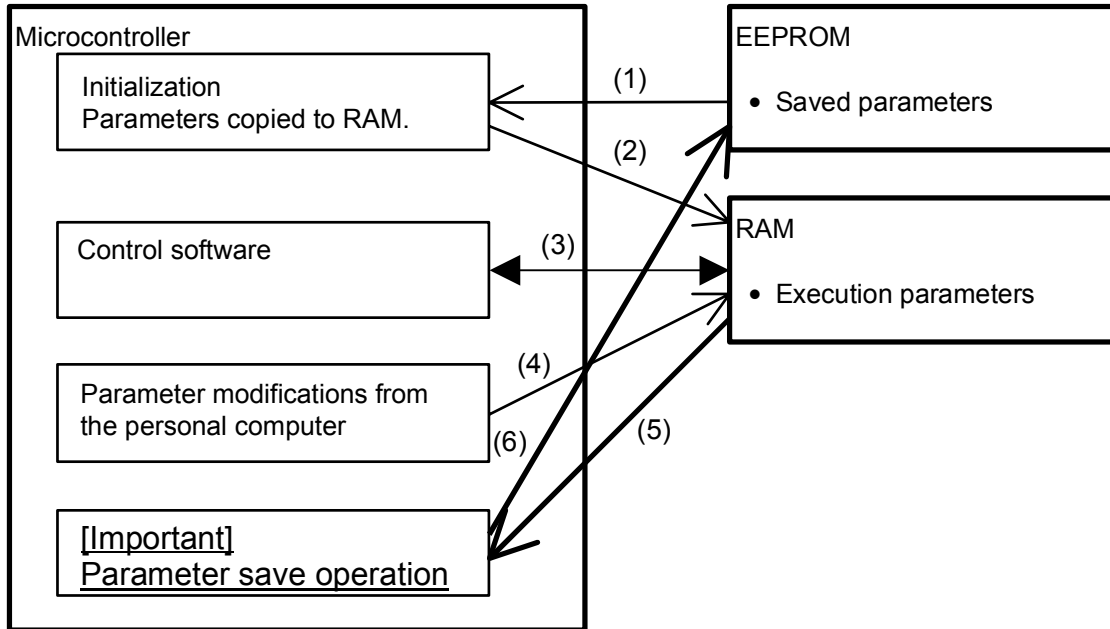 Microcontroller
Initialization
Parameters copied to RAM.
(1)
EEPROM
• Saved parameters
(2)
Control software
(3)
RAM
• Execution parameters
Parameter modifications from
the personal computer
(4)
(5)
(6)
[Important]
Parameter save operation